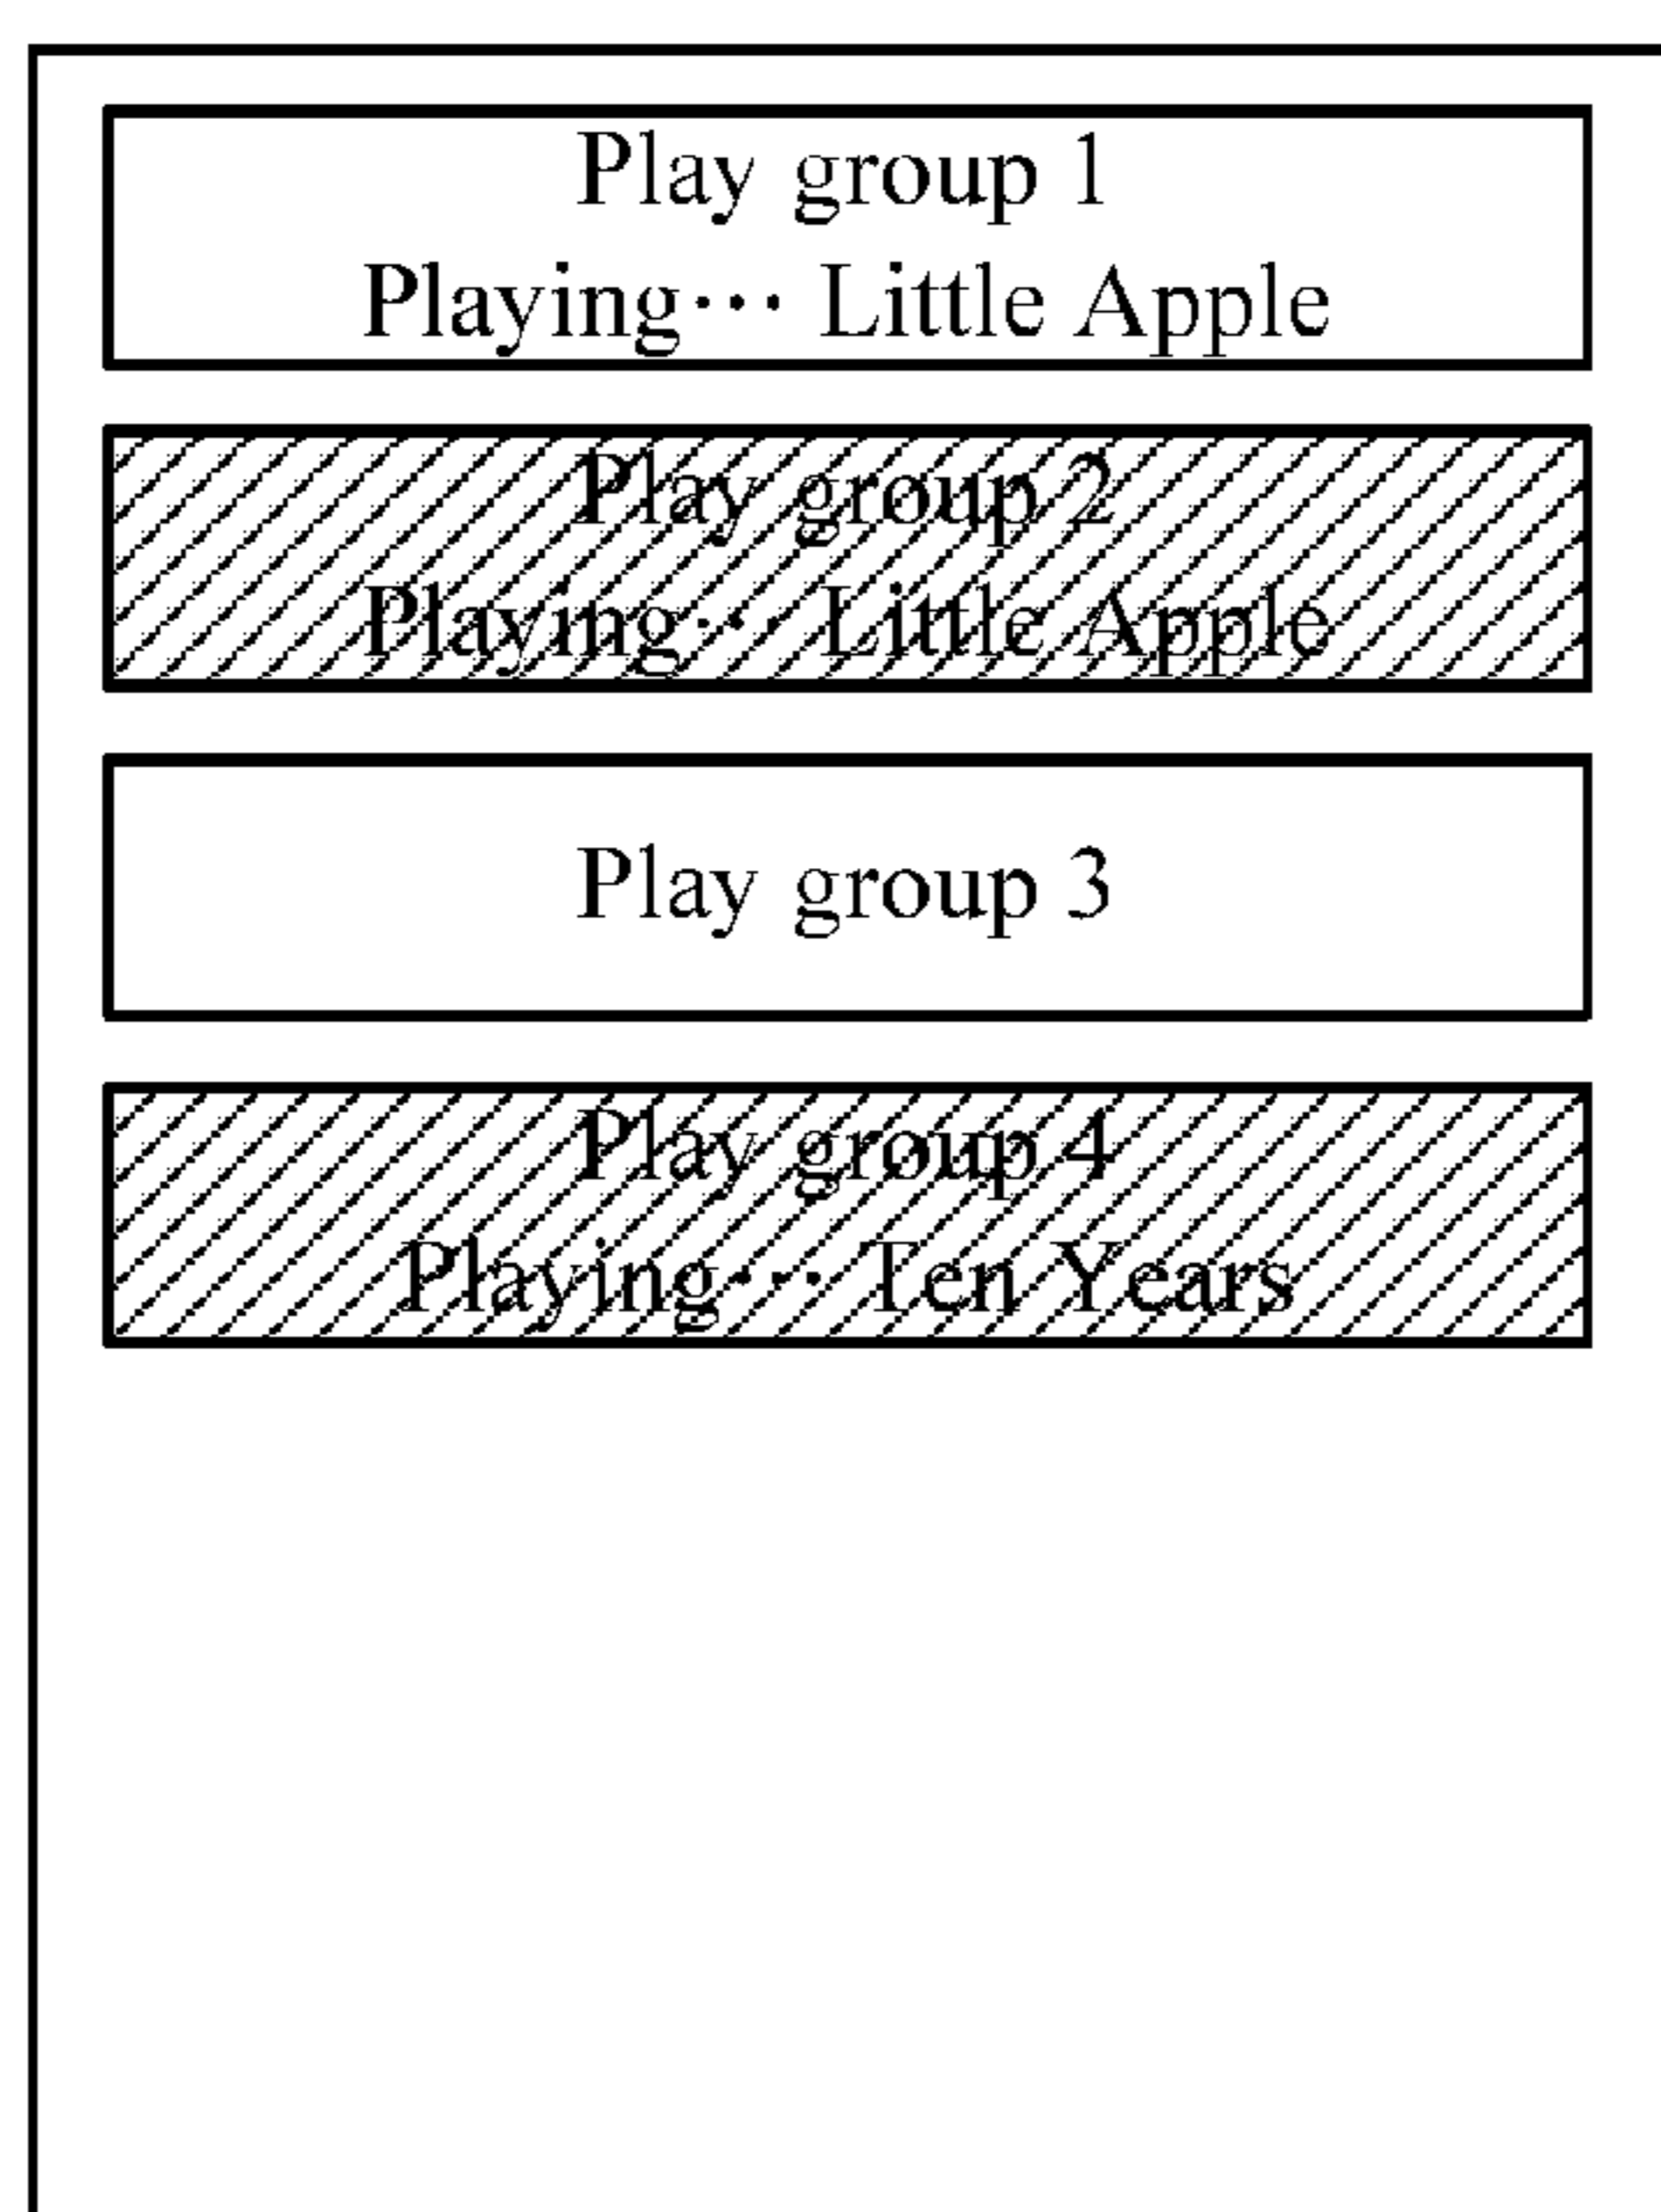 Play group 1
Playing··· Little Apple
Play group 2
Playing··· Little Apple
Play group 3
Play group 4
Playing··· Ten Years